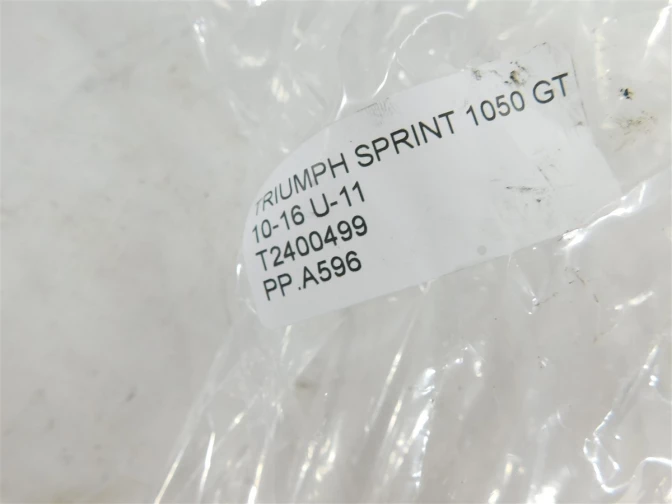 TRIUMPH SPRINT 1050 GT
10-16 U-11
T2400499
PP.A596